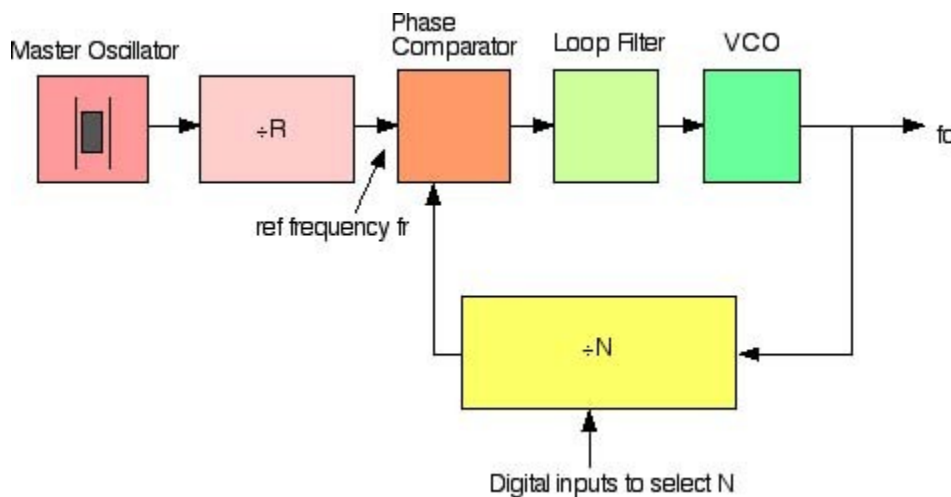 Master Oscillator
Phase
Comparator
Loop Filter
VCO
÷R
fo
ref frequency fr
÷N
Digital inputs to select N